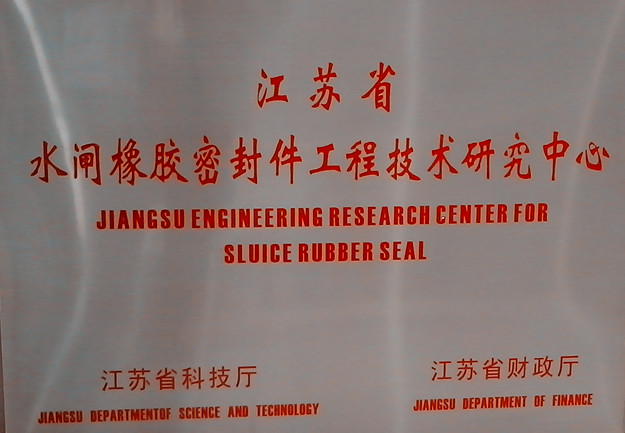 江苏省
水闸橡胶密封件工程技术研究中心
JIANGSU ENGINEERING RESEARCH CENTER FOR
SLUICE RUBBER SEAL
江苏省科技厅
JIANGSU DEPARTMENTOF SCIENCE AND TECHNOLOGY
江苏省财政厅
JIANGSU DEPARTMENT OF FINANCE